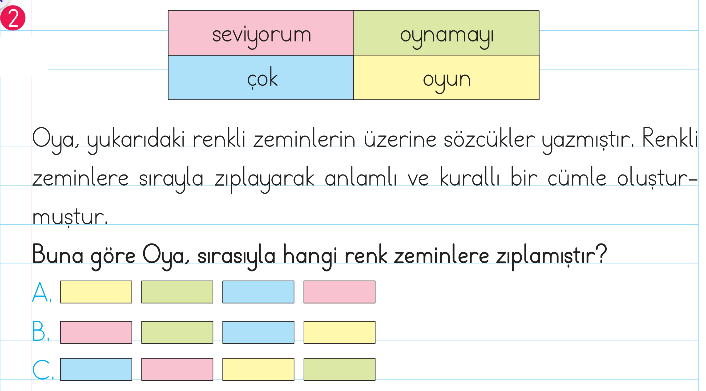 2
seviyorum oynamayı
çok oyun
Oya, yukarıdaki renkli zeminlerin üzerine sözcükler yazmıştır. Renkli
zeminlere sırayla zıplayarak anlamlı ve kurallı bir cümle oluştur-
muştur.
Buna göre Oya, sırasıyla hangi renk zeminlere zıplamıştır?
A.
B.
C.